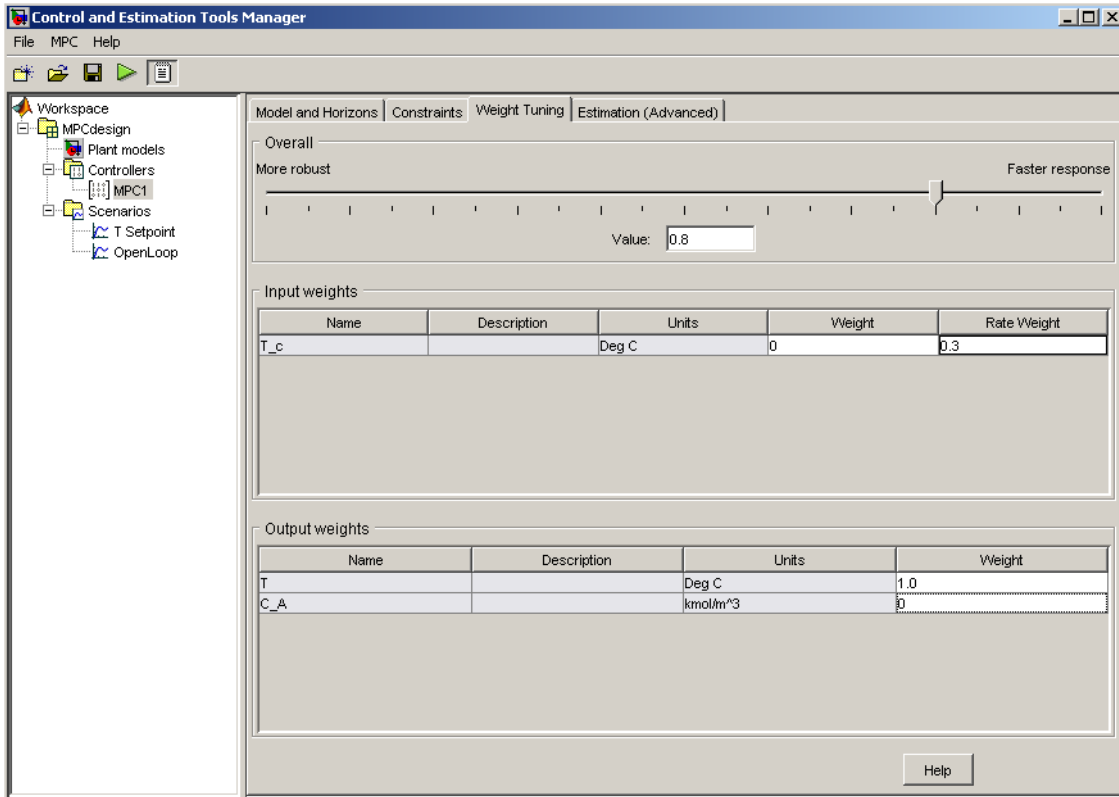 Control and Estimation Tools Manager
File MPC Help
Workspace
MPCdesign
Plant models
Controllers
MPC1
Scenarios
T Setpoint
OpenLoop
Model and Horizons Constraints Weight Tuning Estimation (Advanced)
Overall
More robust Faster response
Value: 0.8
Input weights
Name Description Units Weight Rate Weight
T_c Deg C 0 0.3
Output weights
Name Description Units Weight
T Deg C 1.0
C_A kmol/m^3 0
Help